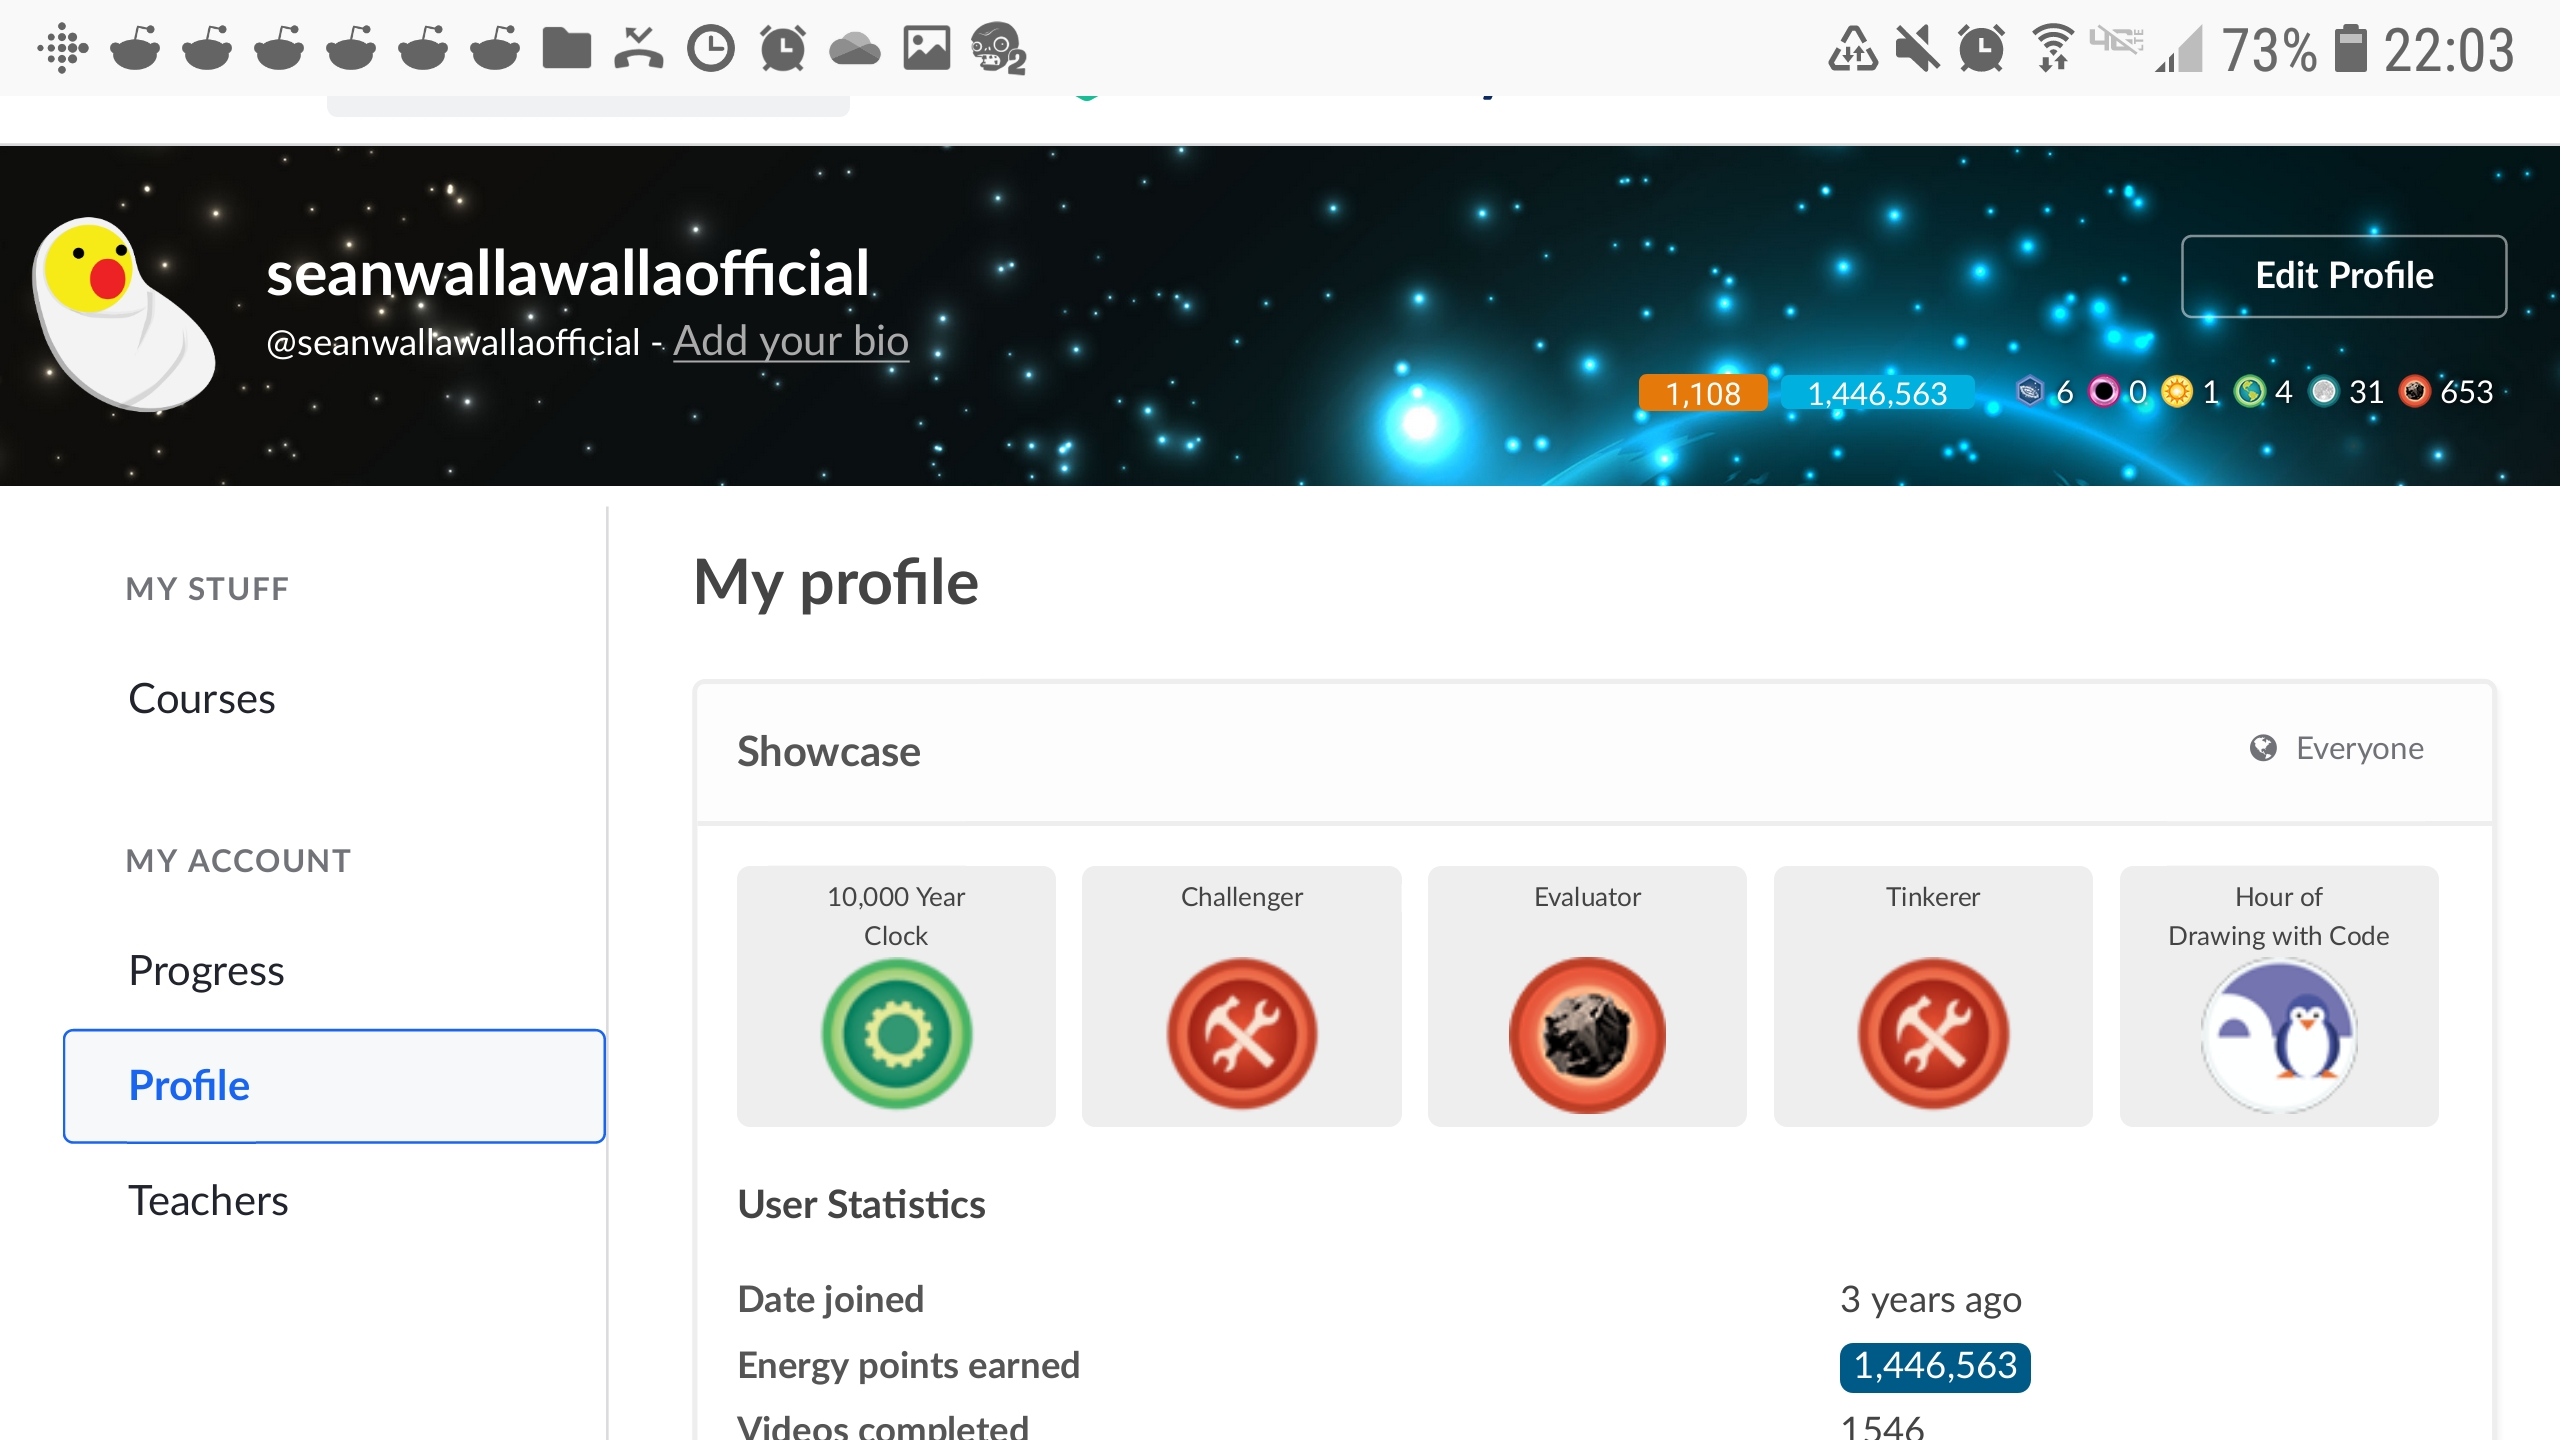 2 73% 22:03
seanwallawallaofficial
@seanwallawallaofficial - Add your bio
Edit Profile
1,108 1,446,563 6 0 1 4 31 653
MY STUFF
Courses
MY ACCOUNT
Progress
Profile
Teachers
My profile
Showcase
Everyone
10,000 Year
Clock
Challenger
Evaluator
Tinkerer
Hour of
Drawing with Code
User Statistics
Date joined 3 years ago
Energy points earned 1,446,563
Videos completed 1546